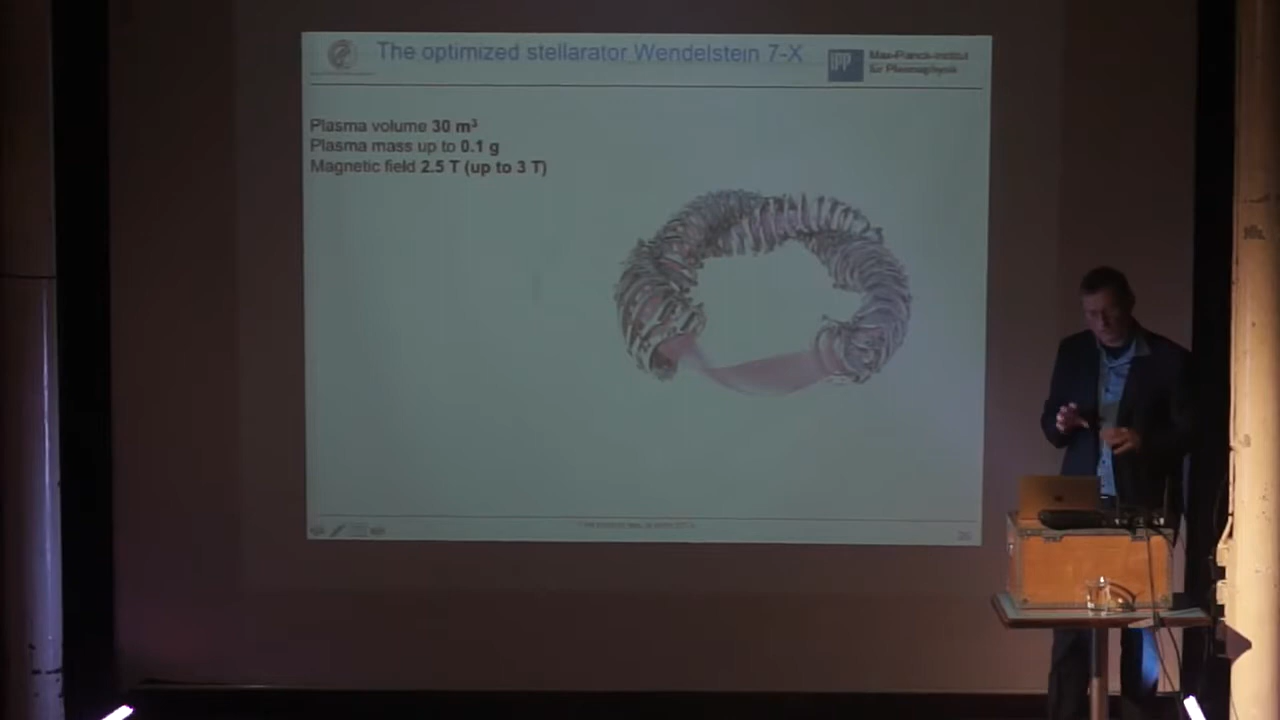 The optimized stellarator Wendelstein 7-X
ipp
Max-Planck-Institut
für Plasmaphysik
Plasma volume 30 m³
Plasma mass up to 0.1 g
Magnetic field 2.5 T (up to 3 T)